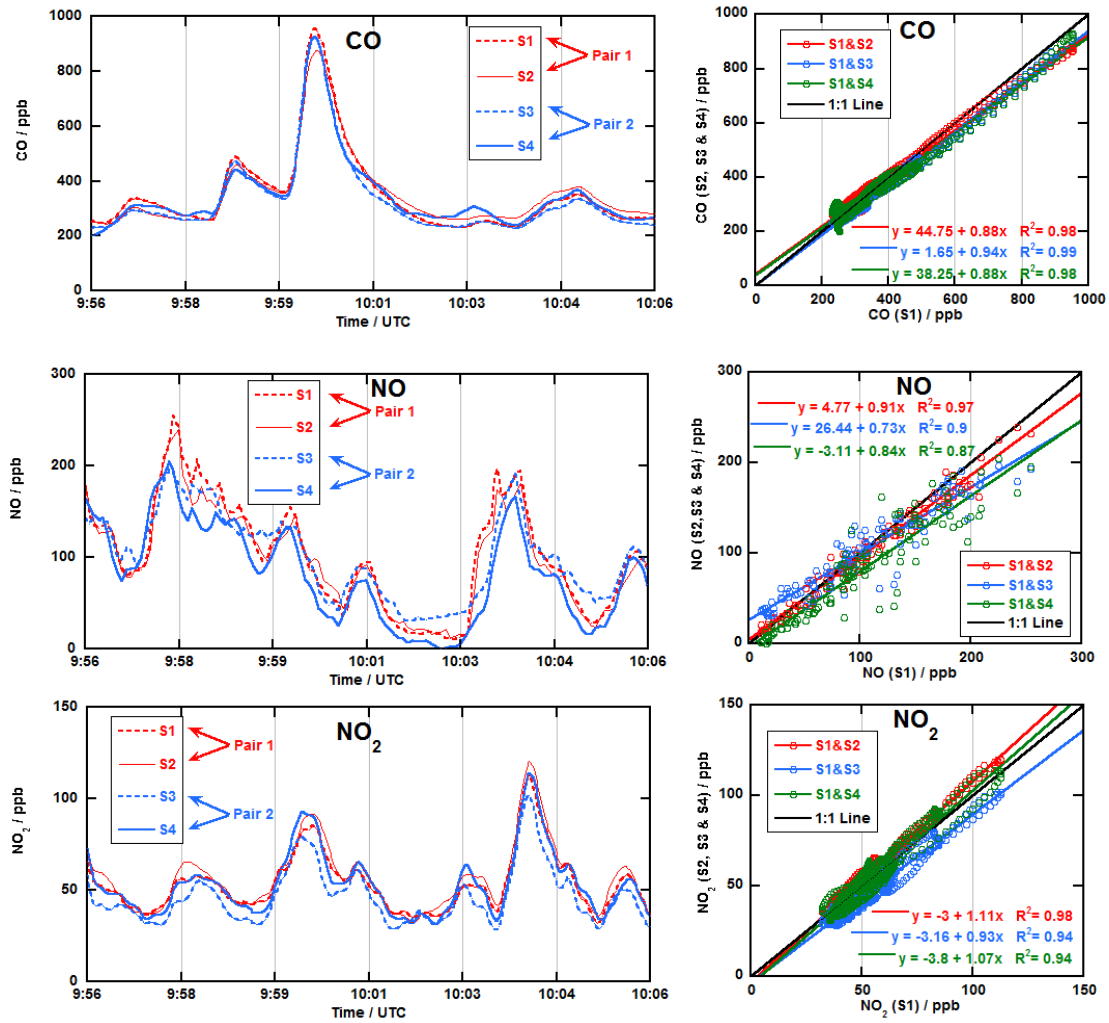 CO
1000
800
600
400
200
0
CO / ppb
S1
S2
S3
S4
Pair 1
Pair 2
9:56 9:58 9:59 10:01 10:03 10:04 10:06
Time / UTC
CO
1000
800
600
400
200
0
CO (S2, S3 & S4) / ppb
S1&S2
S1&S3
S1&S4
1:1 Line
y = 44.75 + 0.88x R²= 0.98
y = 1.65 + 0.94x R²= 0.99
y = 38.25 + 0.88x R²= 0.98
0 200 400 600 800 1000
CO (S1) / ppb
NO
300
200
100
0
NO / ppb
S1
S2
S3
S4
Pair 1
Pair 2
9:56 9:58 9:59 10:01 10:03 10:04 10:06
Time / UTC
NO
300
200
100
0
NO (S2,S3 & S4) / ppb
y = 4.77 + 0.91x R²= 0.97
y = 26.44 + 0.73x R²= 0.9
y = -3.11 + 0.84x R²= 0.87
S1&S2
S1&S3
S1&S4
1:1 Line
0 100 200 300
NO (S1) / ppb
NO₂
150
100
50
0
NO₂ / ppb
S1
S2
S3
S4
Pair 1
Pair 2
9:56 9:58 9:59 10:01 10:03 10:04 10:06
Time / UTC
NO₂
150
100
50
0
NO₂ (S2, S3 & S4) / ppb
S1&S2
S1&S3
S1&S4
1:1 Line
y = -3 + 1.11x R²= 0.98
y = -3.16 + 0.93x R²= 0.94
y = -3.8 + 1.07x R²= 0.94
0 50 100 150
NO₂ (S1) / ppb